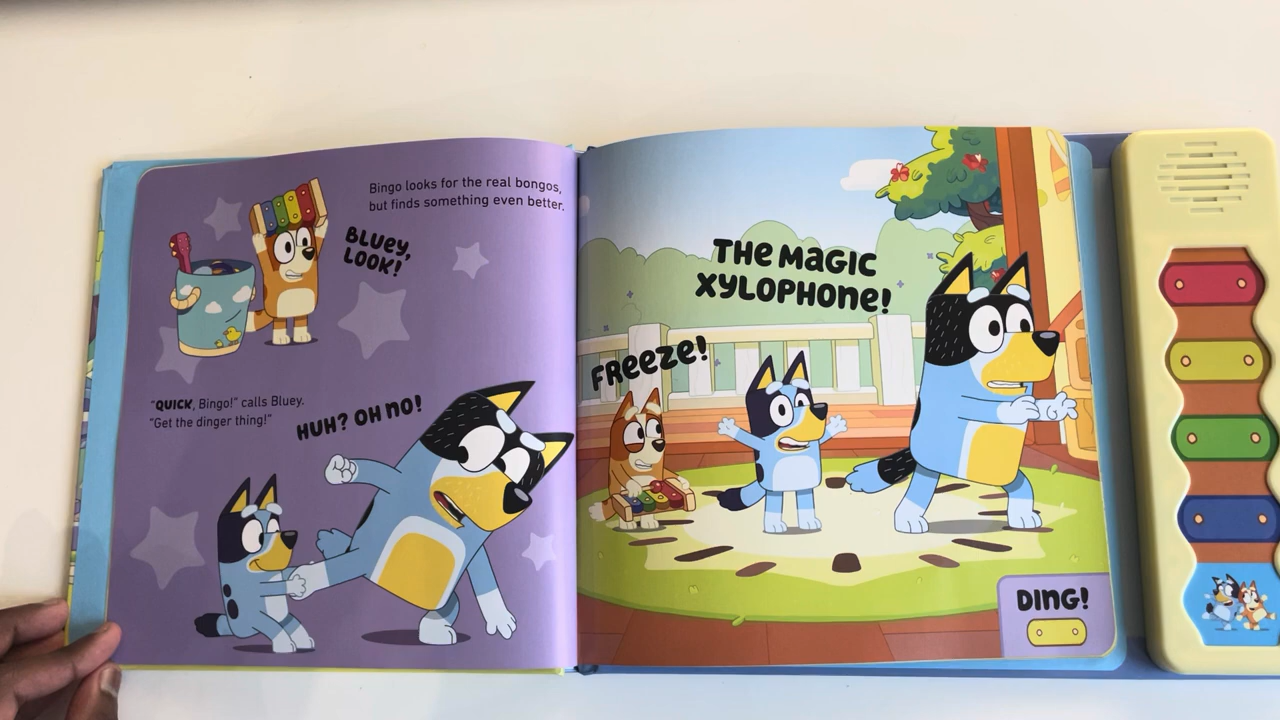 Bingo looks for the real bongos,
but finds something even better.
BLUEY,
LOOK!
"QUICK, Bingo!" calls Bluey.
"Get the dinger thing!"
HUH? OH NO!
THE MAGIC
XYLOPHONE!
FREEZE!
DING!